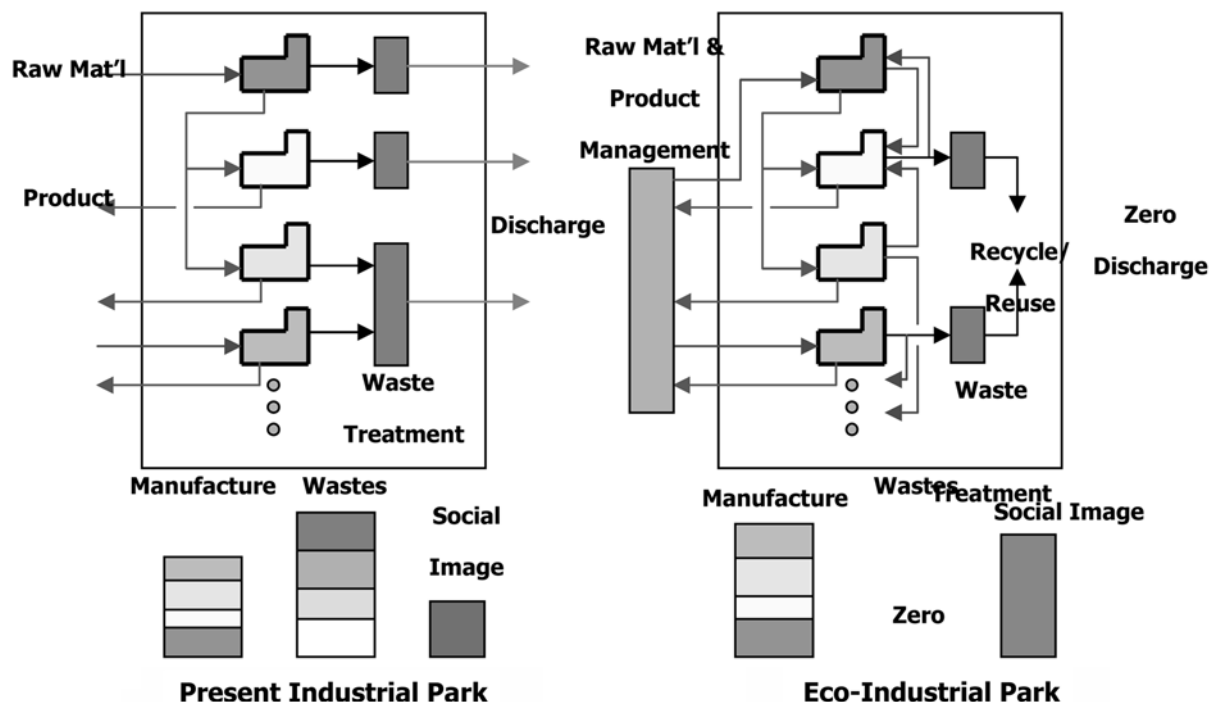 Raw Mat’l
Product
Discharge
Waste
Treatment
Manufacture
Wastes
Social
Image
Present Industrial Park
Raw Mat’l &
Product
Management
Zero
Discharge
Recycle/
Reuse
Waste
Treatment
Manufacture
Wastes
Social Image
Zero
Eco-Industrial Park